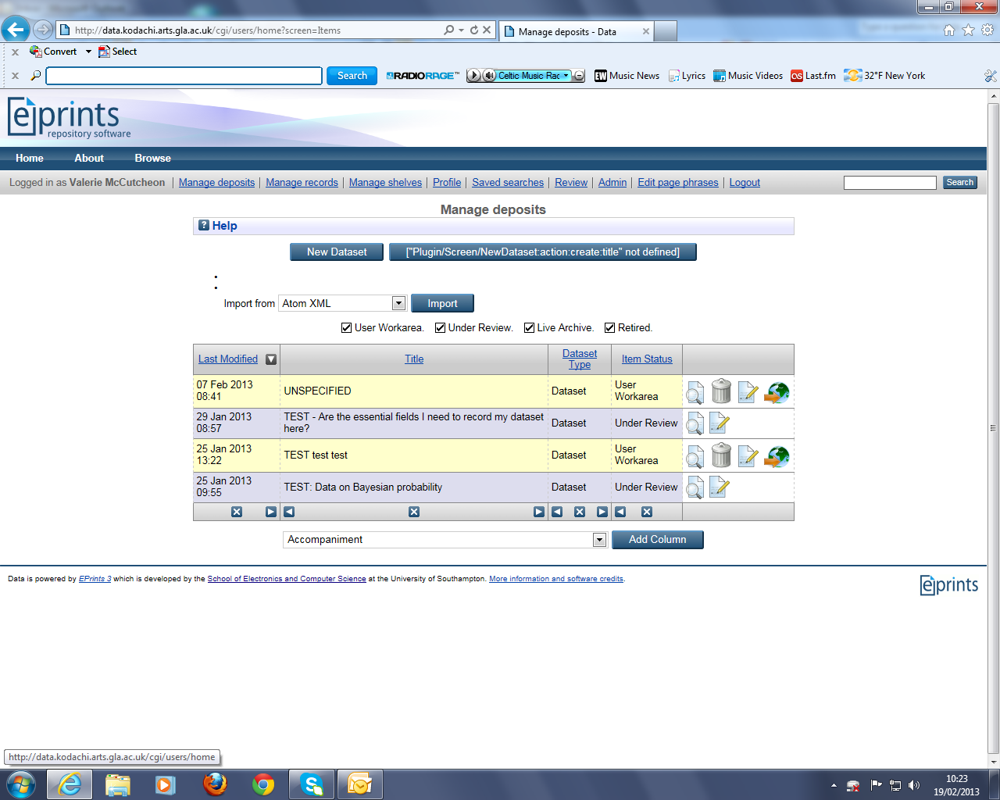 http://data.kodachi.arts.gla.ac.uk/cgi/users/home?screen=Items
Manage deposits - Data
x Convert Select
x Search RADIORAGE™ Celtic Music Rac EW Music News Lyrics Music Videos Last.fm 32°F New York
eprints
repository software
Home About Browse
Logged in as Valerie McCutcheon | Manage deposits | Manage records | Manage shelves | Profile | Saved searches | Review | Admin | Edit page phrases | Logout Search
Manage deposits
? Help
New Dataset ["Plugin/Screen/NewDataset:action:create:title" not defined]
Import from Atom XML Import
User Workarea. Under Review. Live Archive. Retired.
Last Modified Title Dataset Type Item Status
07 Feb 2013 08:41 UNSPECIFIED Dataset User Workarea
29 Jan 2013 08:57 TEST - Are the essential fields I need to record my dataset here? Dataset Under Review
25 Jan 2013 13:22 TEST test test Dataset User Workarea
25 Jan 2013 09:55 TEST: Data on Bayesian probability Dataset Under Review
Accompaniment Add Column
Data is powered by EPrints 3 which is developed by the School of Electronics and Computer Science at the University of Southampton. More information and software credits.
eprints
http://data.kodachi.arts.gla.ac.uk/cgi/users/home
10:23
19/02/2013